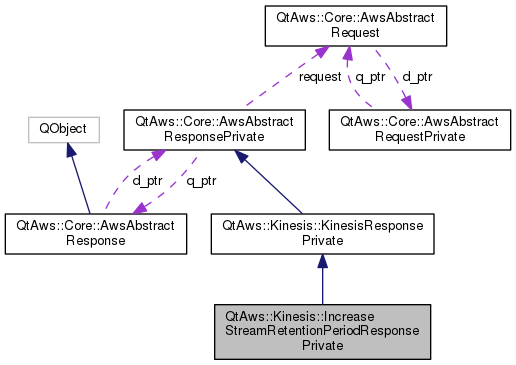 QtAws::Core::AwsAbstract
Request
request
q_ptr
d_ptr
QObject
QtAws::Core::AwsAbstract
ResponsePrivate
QtAws::Core::AwsAbstract
RequestPrivate
d_ptr
q_ptr
QtAws::Core::AwsAbstract
Response
QtAws::Kinesis::KinesisResponse
Private
QtAws::Kinesis::Increase
StreamRetentionPeriodResponse
Private